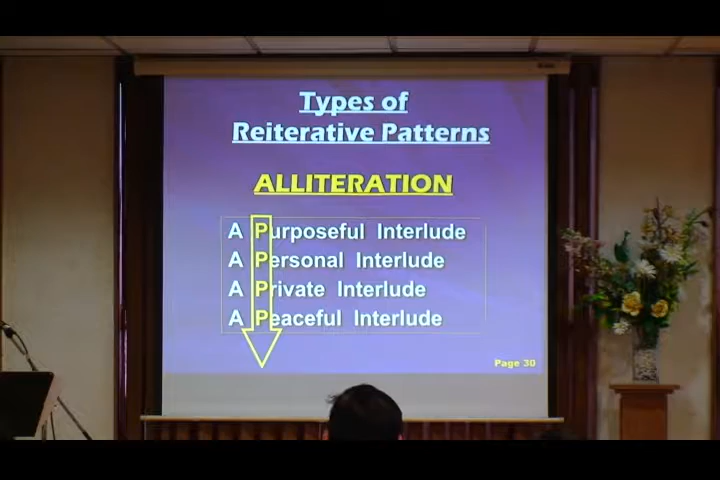 Types of
Reiterative Patterns
ALLITERATION
A Purposeful Interlude
A Personal Interlude
A Private Interlude
A Peaceful Interlude
Page 30